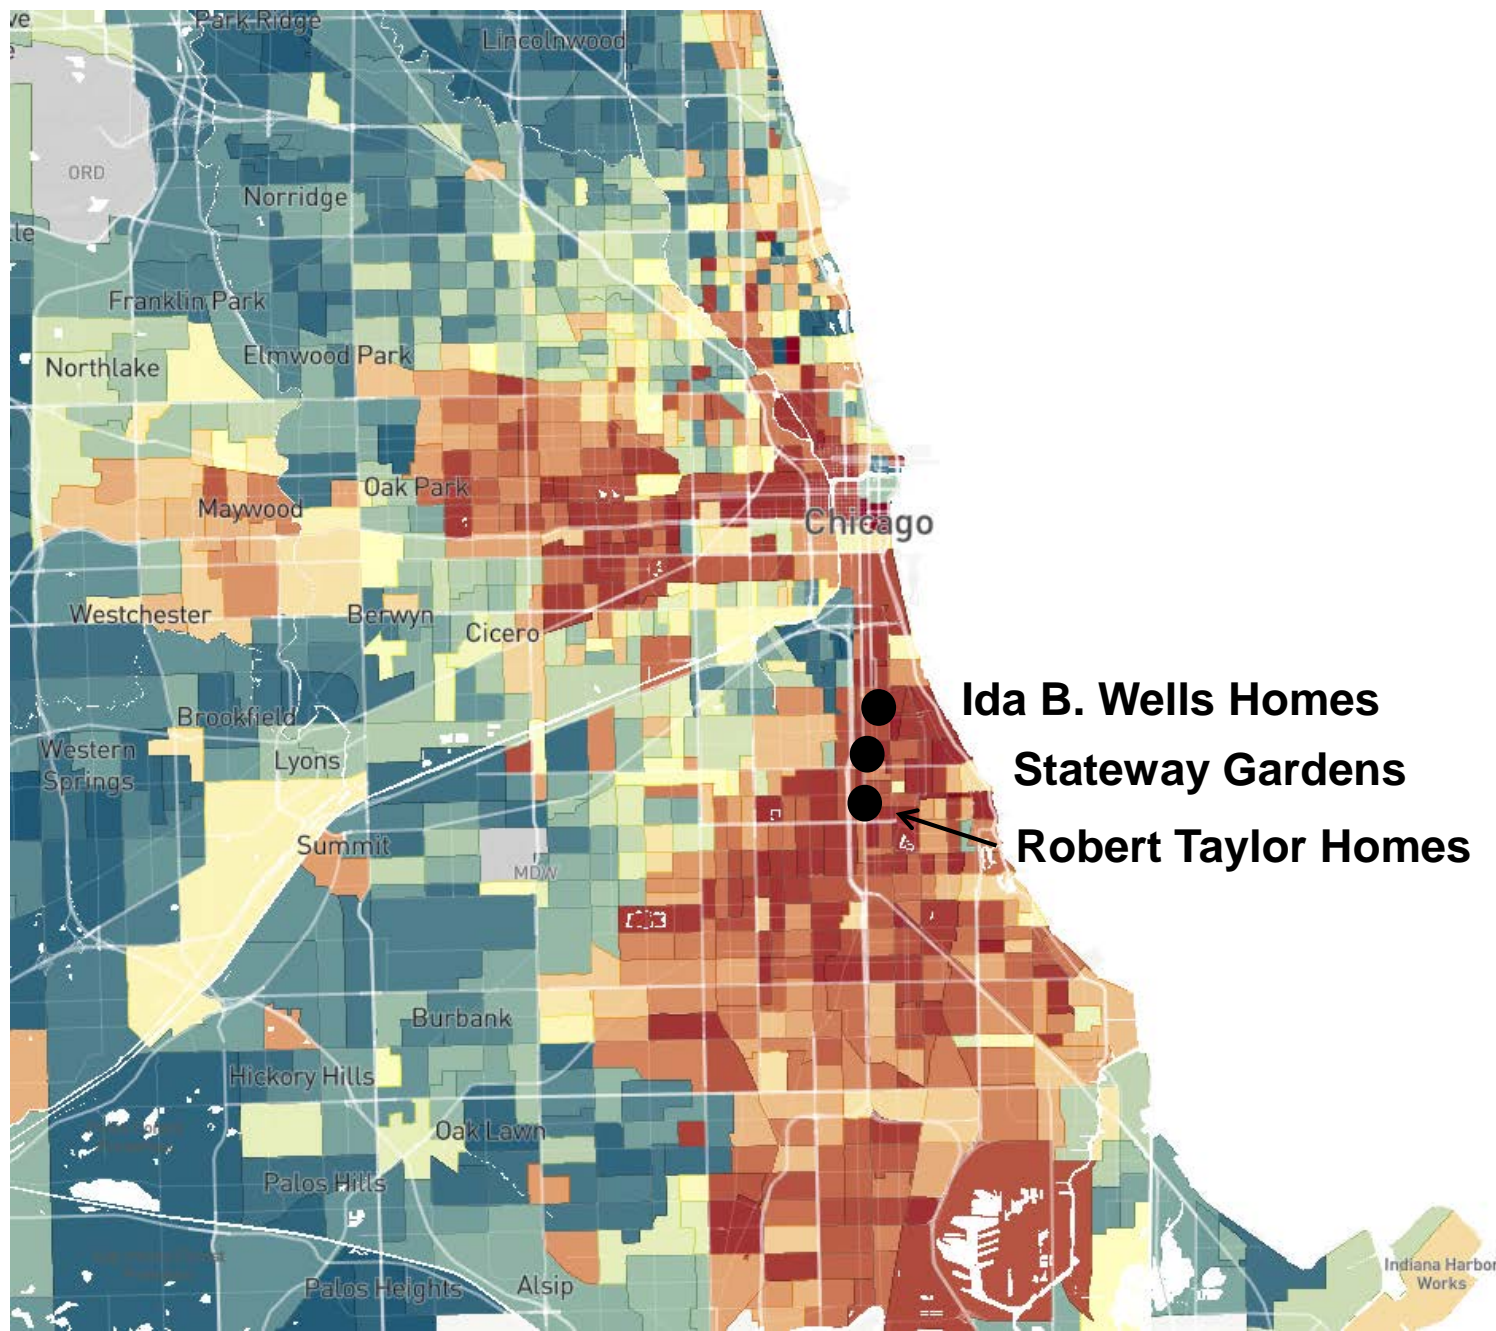 ve
Park Ridge
Lincolnwood
e
ORD
Norridge
le
Franklin Park
Elmwood Park
Northlake
Oak Park
Maywood
Chicago
Westchester
Berwyn
Cicero
Ida B. Wells Homes
Brookfield
Western
Springs
Lyons
Stateway Gardens
Summit
Robert Taylor Homes
MDW
Burbank
Hickory Hills
Oak Lawn
Palos Hills
Indiana Harbor
Works
Palos Heights
Alsip